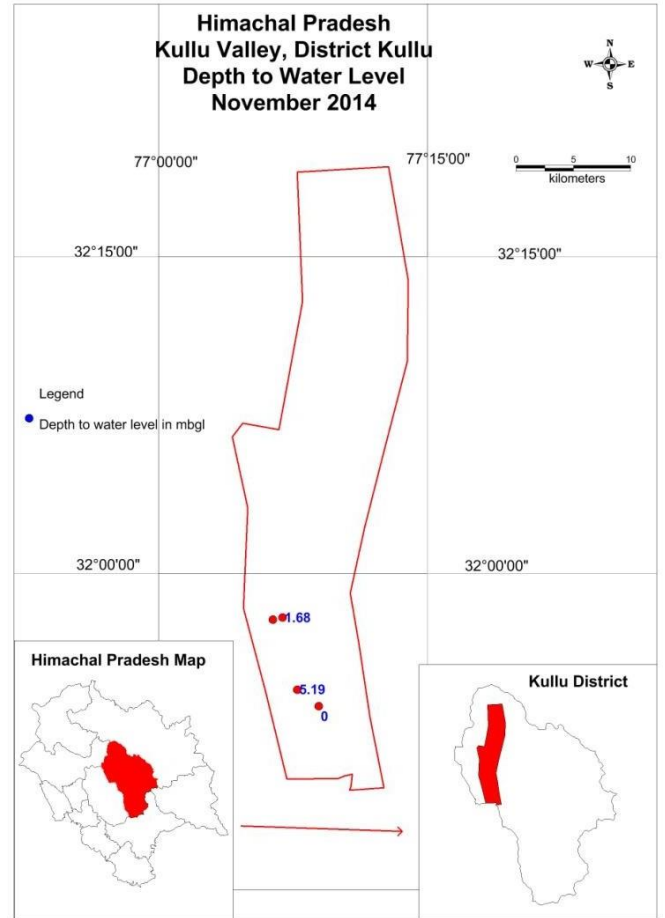 Himachal Pradesh
Kullu Valley, District Kullu
Depth to Water Level
November 2014
N
W E
S
77°00'00"
77°15'00"
0 5 10
kilometers
32°15'00"
32°15'00"
Legend
Depth to water level in mbgl
32°00'00"
32°00'00"
1.68
5.19
0
Himachal Pradesh Map
Kullu District